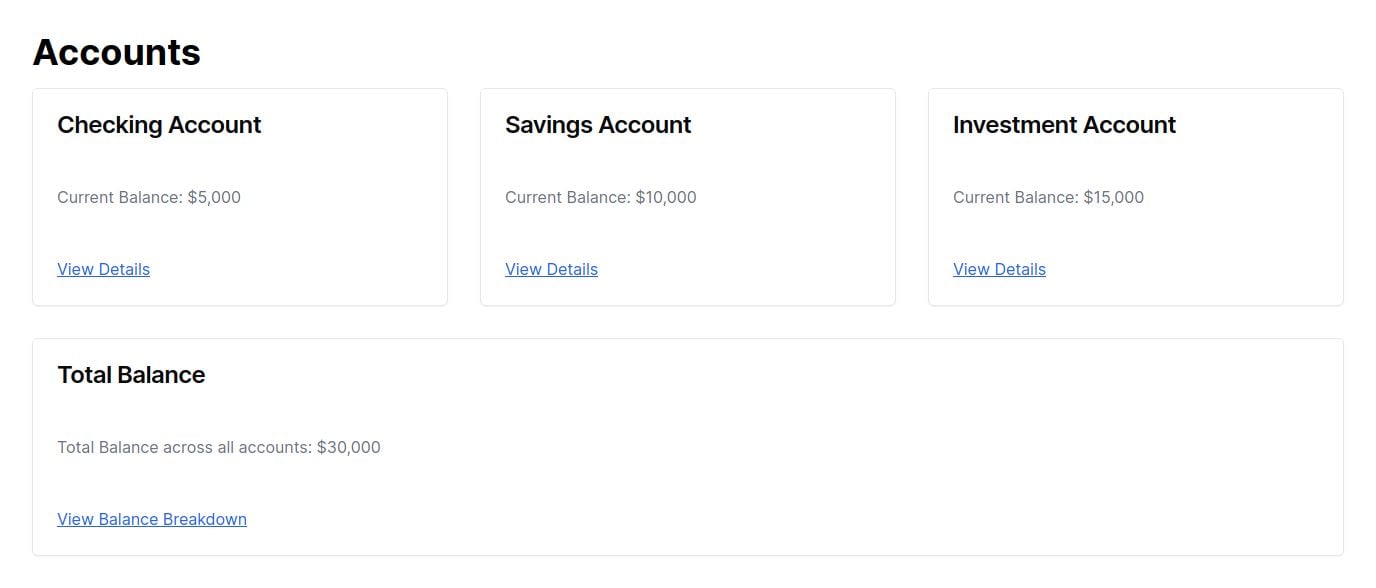 Accounts
Checking Account
Current Balance: $5,000
View Details
Savings Account
Current Balance: $10,000
View Details
Investment Account
Current Balance: $15,000
View Details
Total Balance
Total Balance across all accounts: $30,000
View Balance Breakdown